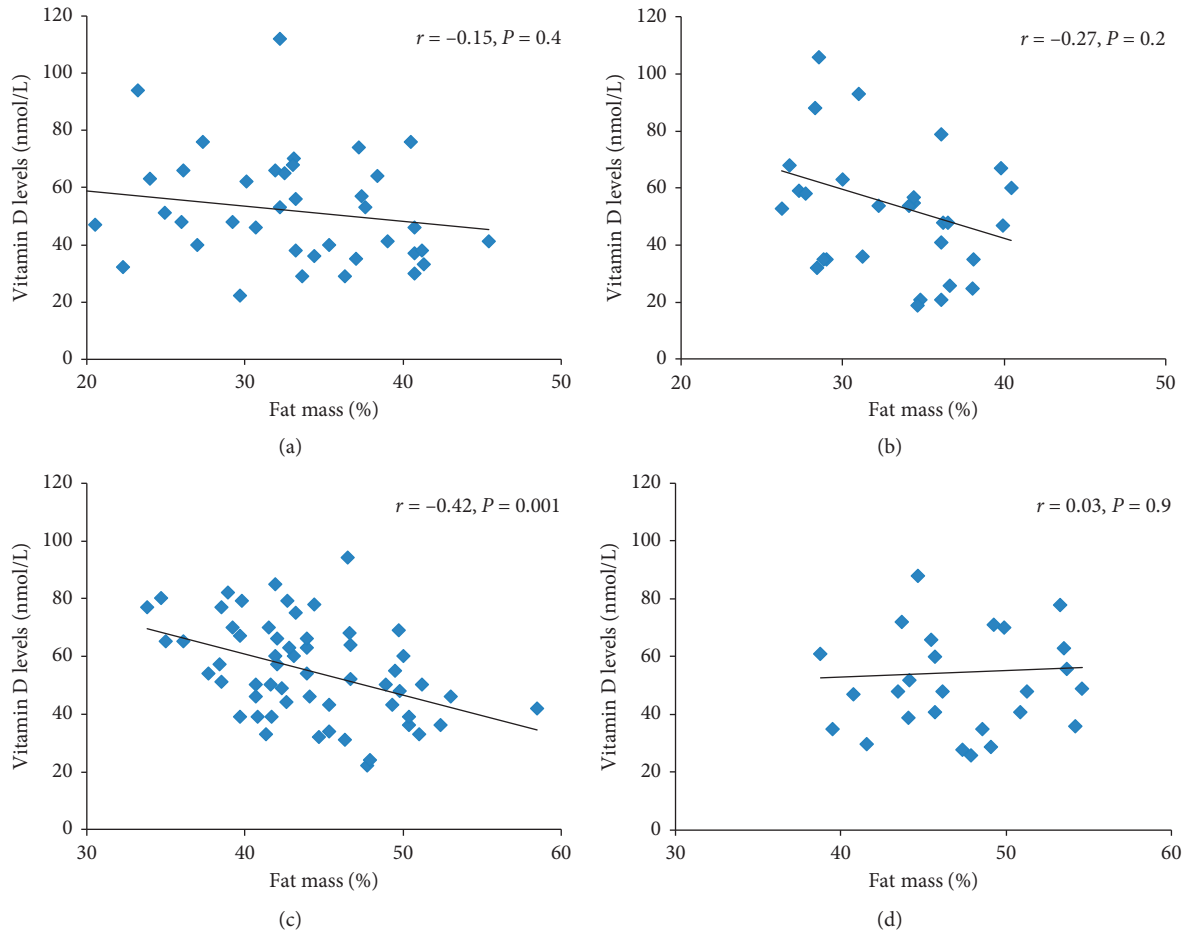 r = –0.15, P = 0.4
Vitamin D levels (nmol/L)
120
100
80
60
40
20
0
20
30
40
50
Fat mass (%)
(a)
r = –0.27, P = 0.2
Vitamin D levels (nmol/L)
120
100
80
60
40
20
0
20
30
40
50
Fat mass (%)
(b)
r = –0.42, P = 0.001
Vitamin D levels (nmol/L)
120
100
80
60
40
20
0
30
40
50
60
Fat mass (%)
(c)
r = 0.03, P = 0.9
Vitamin D levels (nmol/L)
120
100
80
60
40
20
0
30
40
50
60
Fat mass (%)
(d)